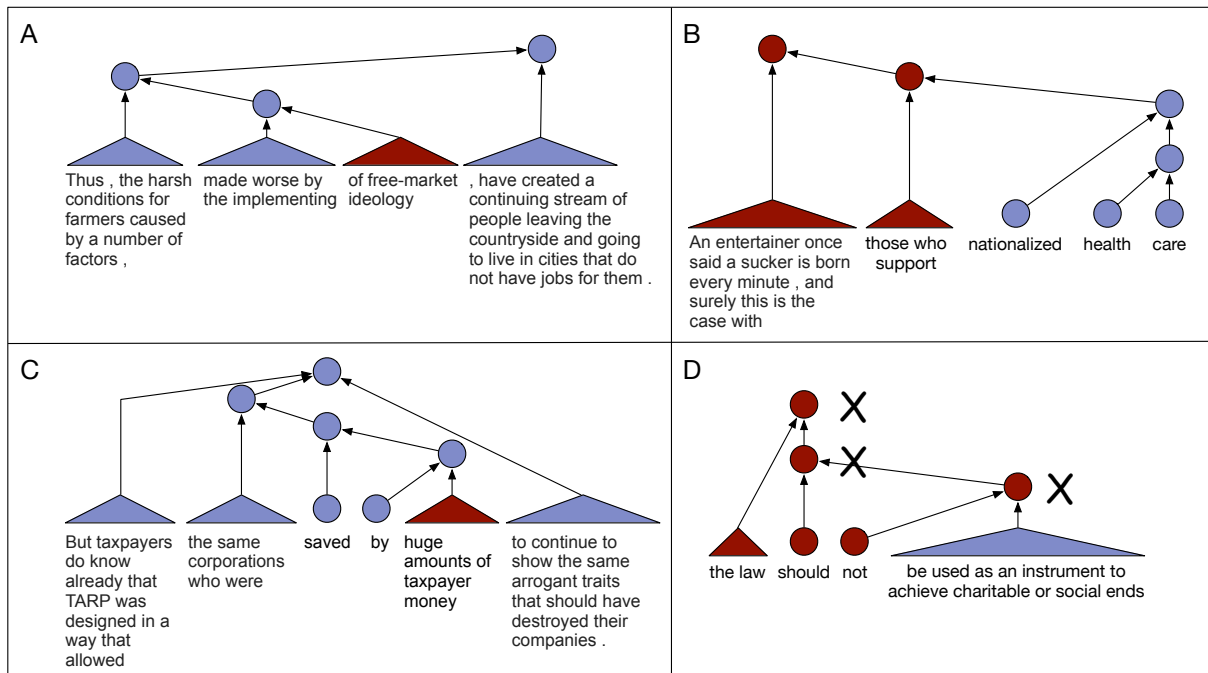 A
Thus , the harsh
conditions for
farmers caused
by a number of
factors ,
made worse by
the implementing
of free-market
ideology
, have created a
continuing stream of
people leaving the
countryside and going
to live in cities that do
not have jobs for them .
B
An entertainer once
said a sucker is born
every minute , and
surely this is the
case with
those who
support
nationalized
health
care
C
But taxpayers
do know
already that
TARP was
designed in a
way that
allowed
the same
corporations
who were
saved
by
huge
amounts of
taxpayer
money
to continue to
show the same
arrogant traits
that should have
destroyed their
companies .
D
X
X
X
the law
should
not
be used as an instrument to
achieve charitable or social ends